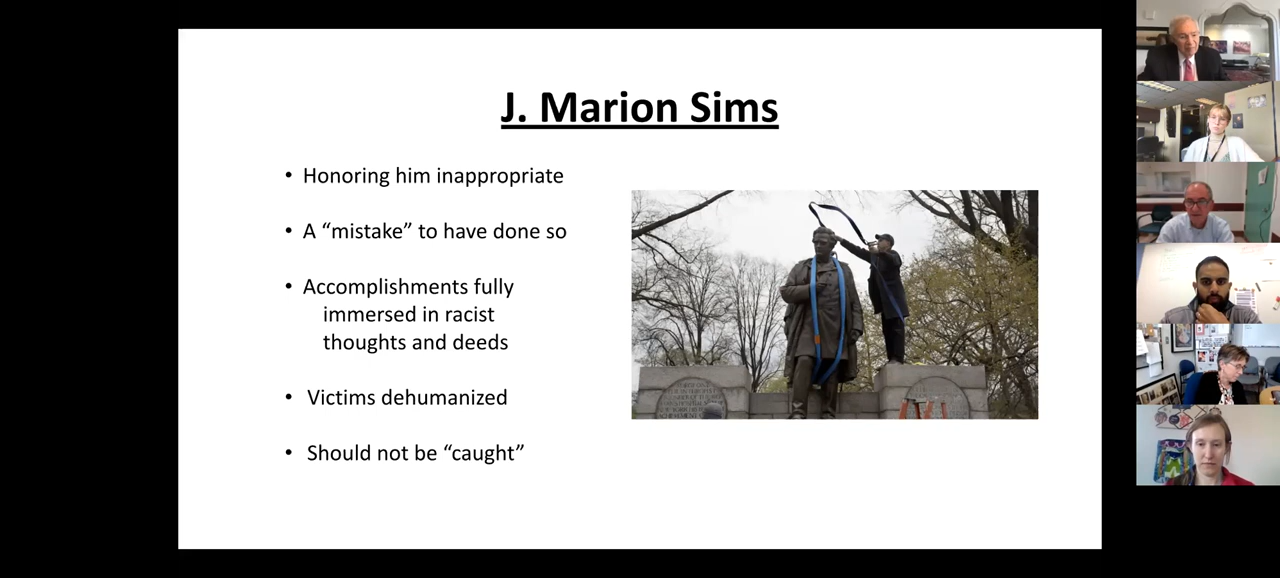 J. Marion Sims
• Honoring him inappropriate
• A “mistake” to have done so
• Accomplishments fully
immersed in racist
thoughts and deeds
• Victims dehumanized
• Should not be “caught”